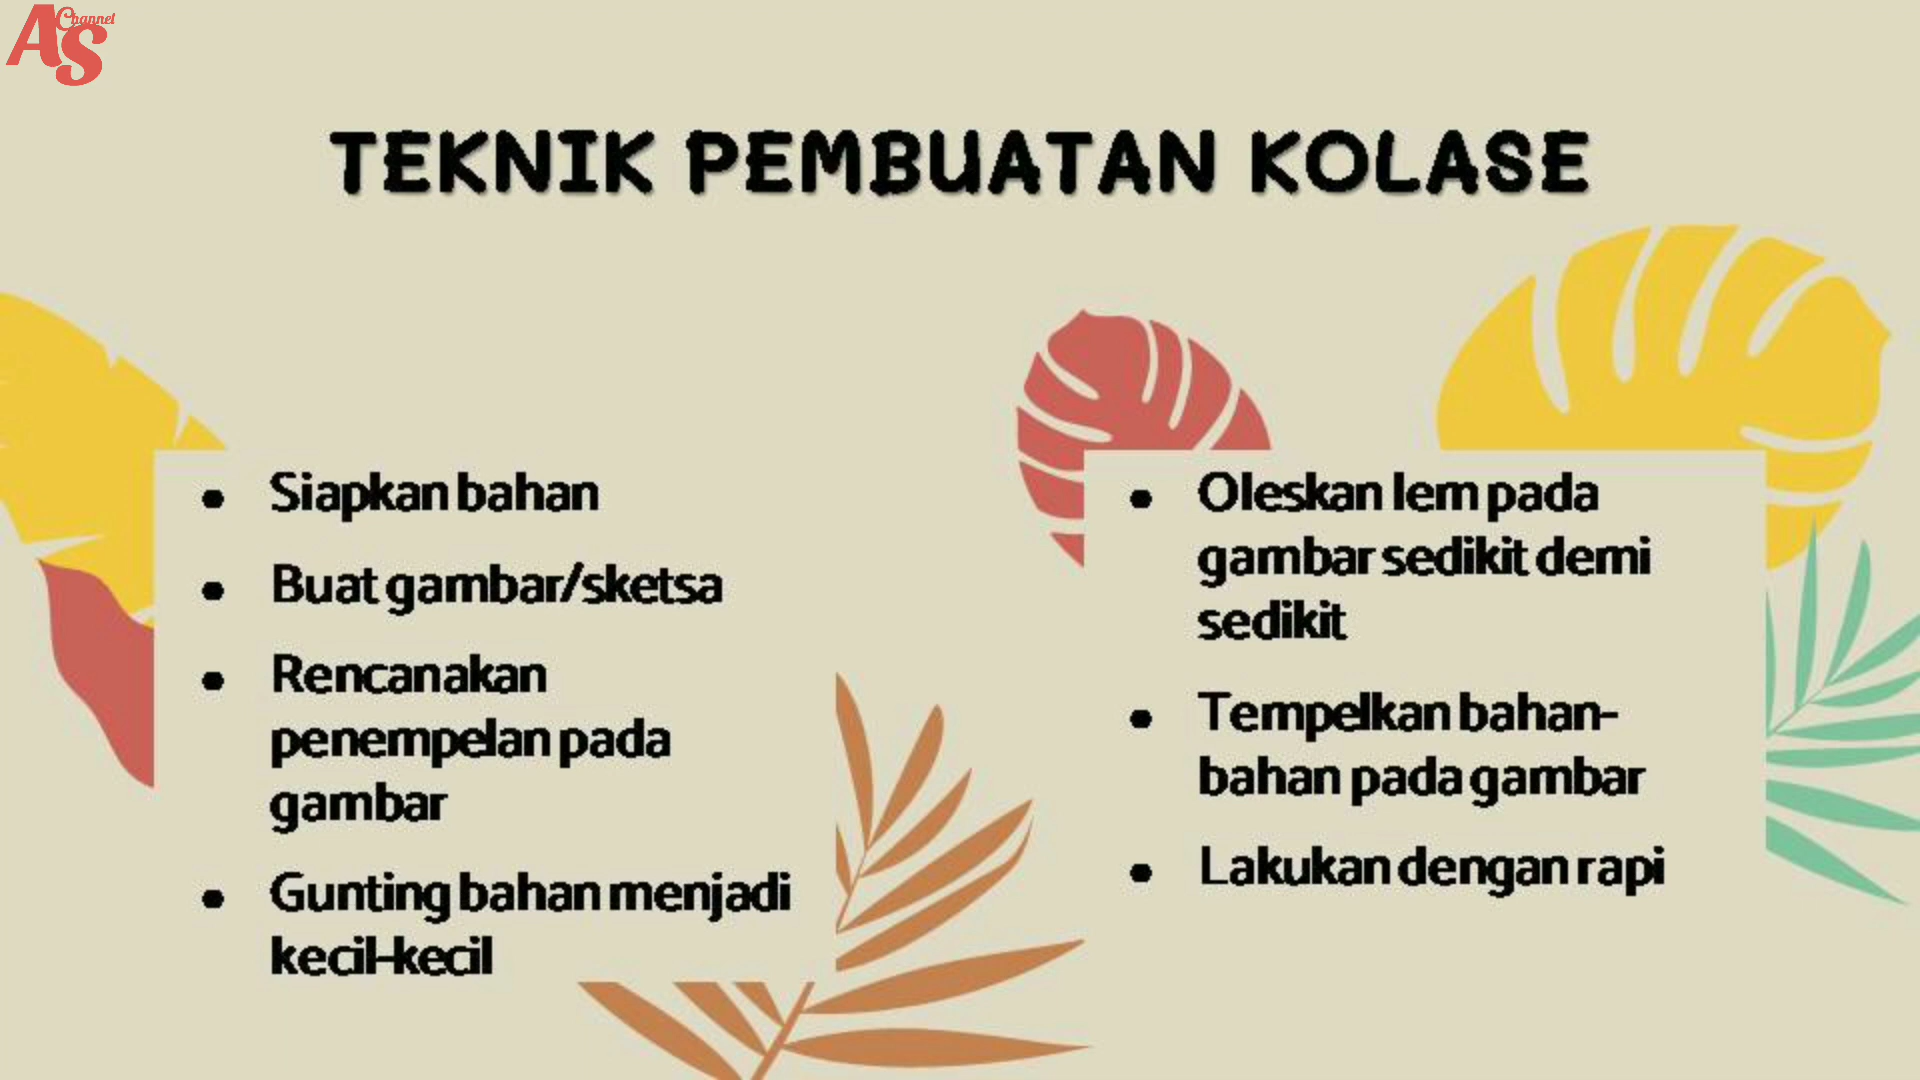 AS Channel
TEKNIK PEMBUATAN KOLASE
• Siapkan bahan
• Buat gambar/sketsa
• Rencanakan
penempelan pada
gambar
• Gunting bahan menjadi
kecil-kecil
• Oleskan lem pada
gambar sedikit demi
sedikit
• Tempelkan bahan-
bahan pada gambar
• Lakukan dengan rapi